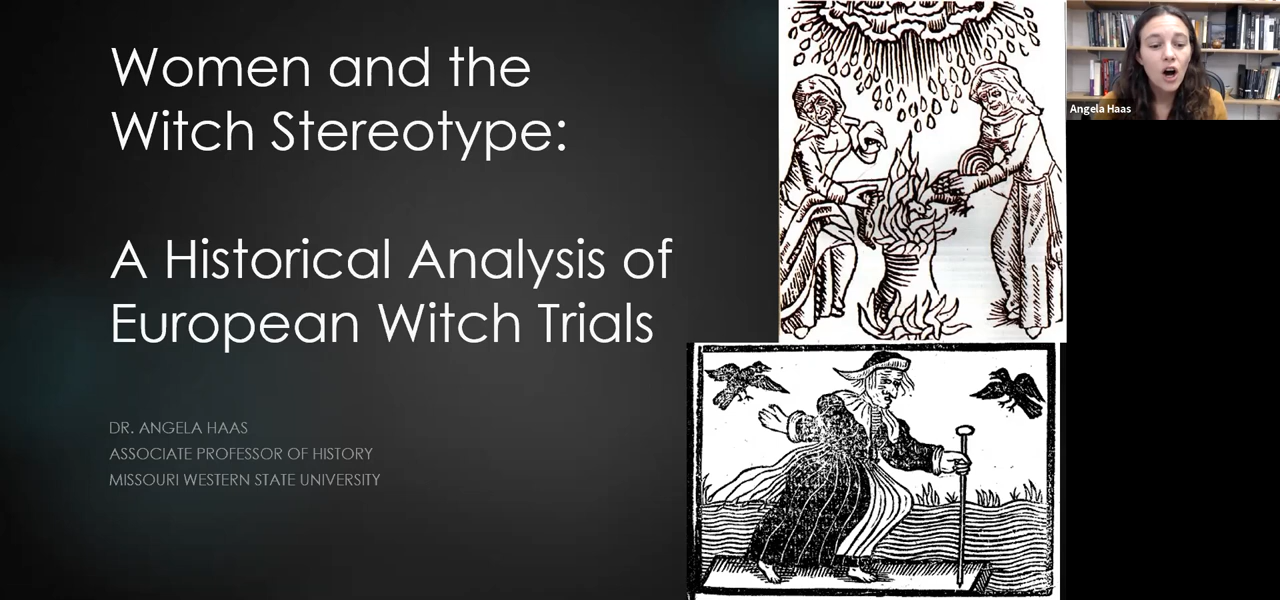 Women and the
Witch Stereotype:
A Historical Analysis of
European Witch Trials
DR. ANGELA HAAS
ASSOCIATE PROFESSOR OF HISTORY
MISSOURI WESTERN STATE UNIVERSITY
Angela Haas